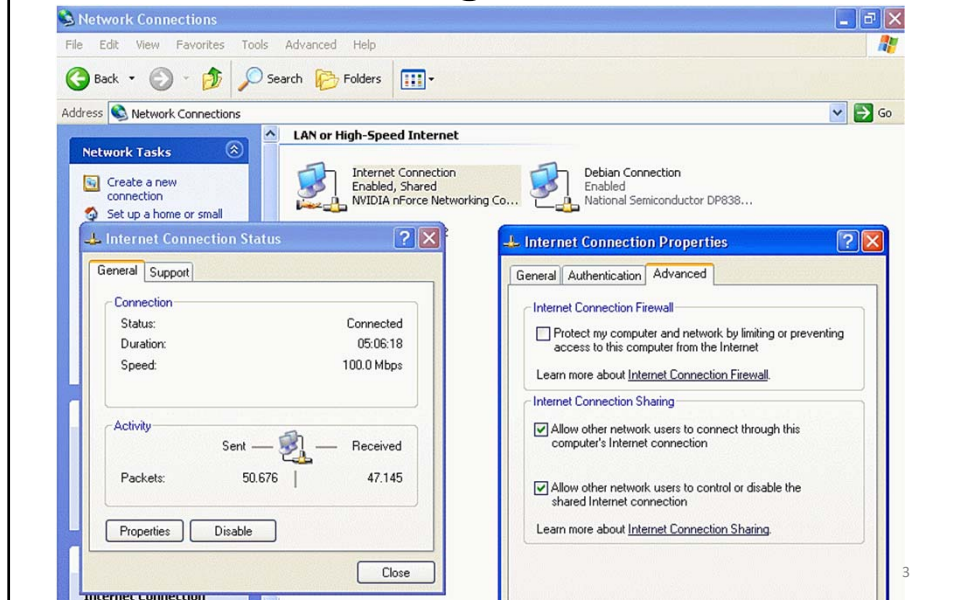 Network Connections
File Edit View Favorites Tools Advanced Help
Back Search Folders
Address Network Connections Go
LAN or High-Speed Internet
Network Tasks
Create a new
connection
Set up a home or small
Internet Connection
Enabled, Shared
NVIDIA nForce Networking Co...
Debian Connection
Enabled
National Semiconductor DP838...
Internet Connection Status
General Support
Connection
Status: Connected
Duration: 05:06:18
Speed: 100.0 Mbps
Activity
Sent Received
Packets: 50.676 47.145
Properties Disable
Close
Internet Connection
Internet Connection Properties
General Authentication Advanced
Internet Connection Firewall
Protect my computer and network by limiting or preventing
access to this computer from the Internet
Learn more about Internet Connection Firewall.
Internet Connection Sharing
Allow other network users to connect through this
computer's Internet connection
Allow other network users to control or disable the
shared Internet connection
Learn more about Internet Connection Sharing.
3